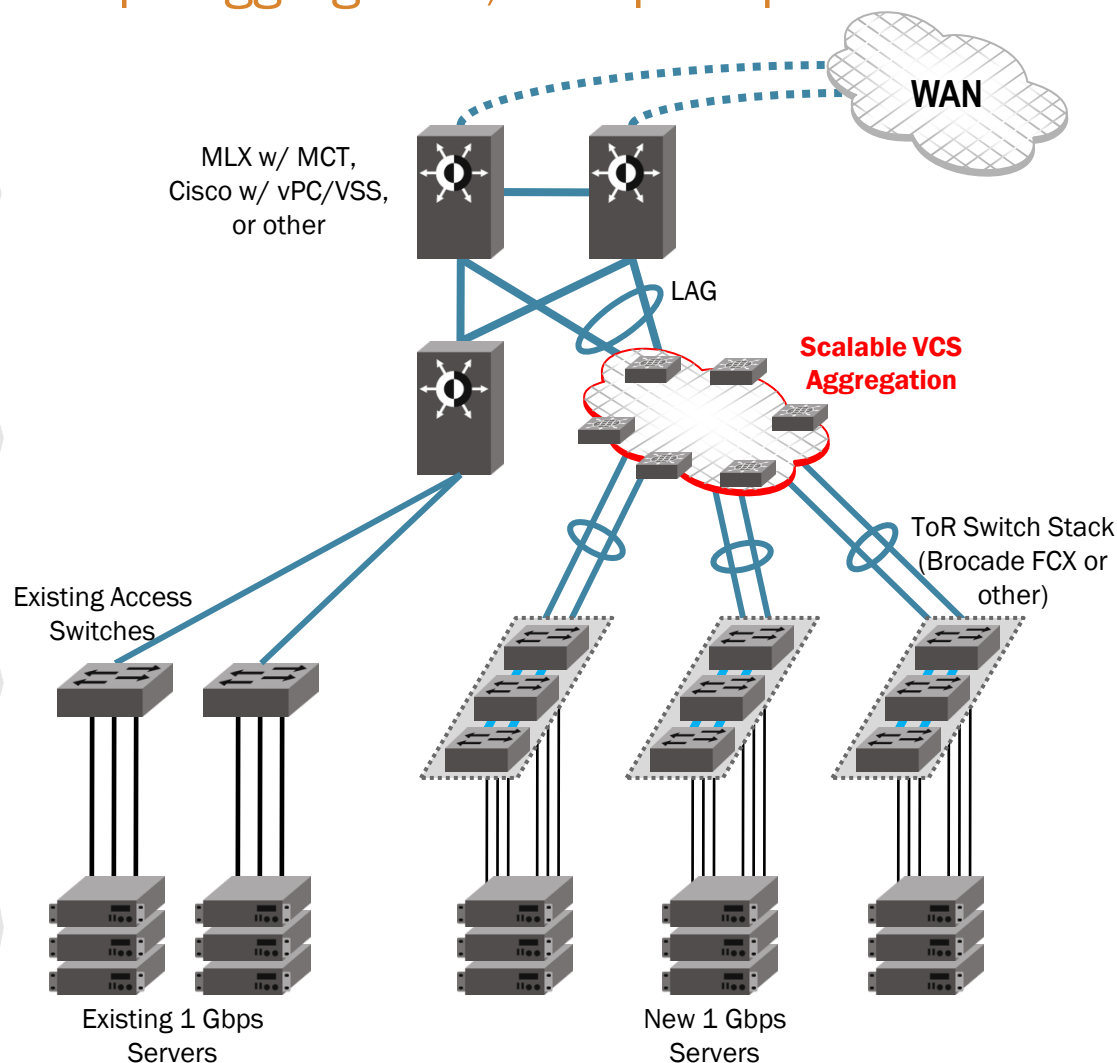 WAN
MLX w/ MCT,
Cisco w/ vPC/VSS,
or other
LAG
Scalable VCS
Aggregation
ToR Switch Stack
(Brocade FCX or
other)
Existing Access
Switches
Existing 1 Gbps
Servers
New 1 Gbps
Servers